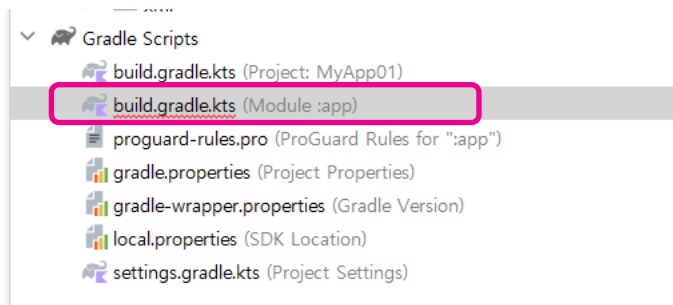 Gradle Scripts
build.gradle.kts (Project: MyApp01)
build.gradle.kts (Module :app)
proguard-rules.pro (ProGuard Rules for ":app")
gradle.properties (Project Properties)
gradle-wrapper.properties (Gradle Version)
local.properties (SDK Location)
settings.gradle.kts (Project Settings)